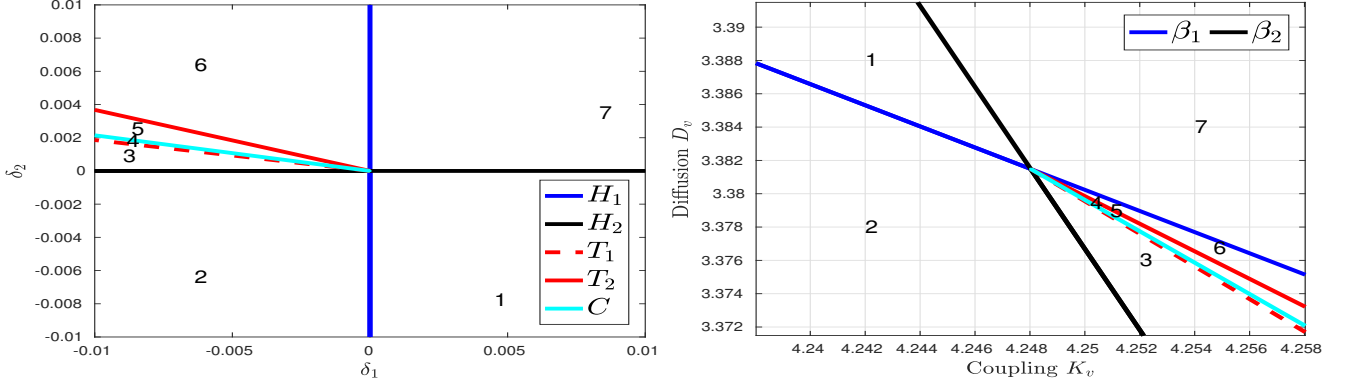 0.01
0.008
0.006
0.004
0.002
0
-0.002
-0.004
-0.006
-0.008
-0.01
δ₂
6
7
5
4
3
2
1
H₁
H₂
T₁
T₂
C
-0.01 -0.005 0 0.005 0.01
δ₁
3.39
3.388
3.386
3.384
3.382
3.38
3.378
3.376
3.374
3.372
Diffusion Dᵥ
β₁ β₂
1
7
2
4
5
6
3
4.24 4.242 4.244 4.246 4.248 4.25 4.252 4.254 4.256 4.258
Coupling Kᵥ